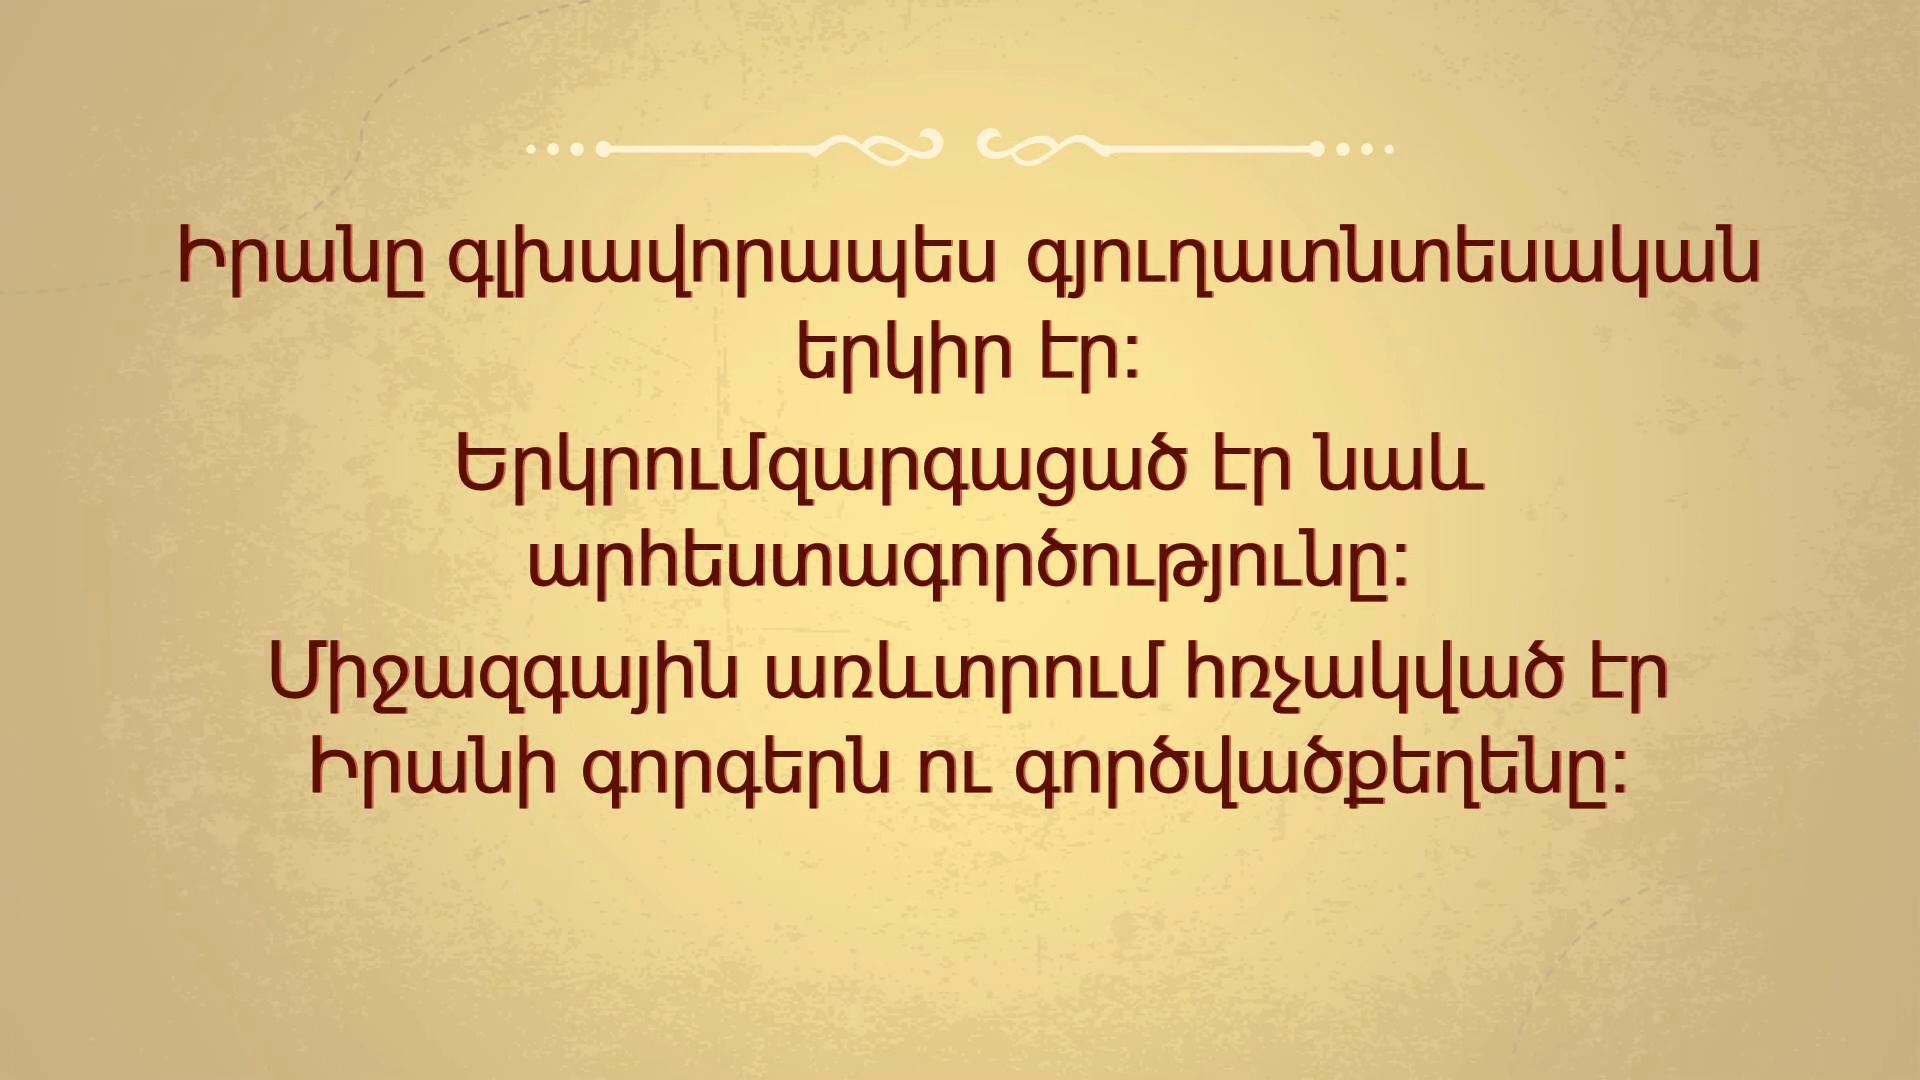 Իրանը գլխավորապես գյուղատնտեսական
երկիր էր:
Երկրումզարգացած էր նաև
արհեստագործությունը:
Միջազգային առևտրում հռչակված էր
Իրանի գորգերն ու գործվածքեղենը: